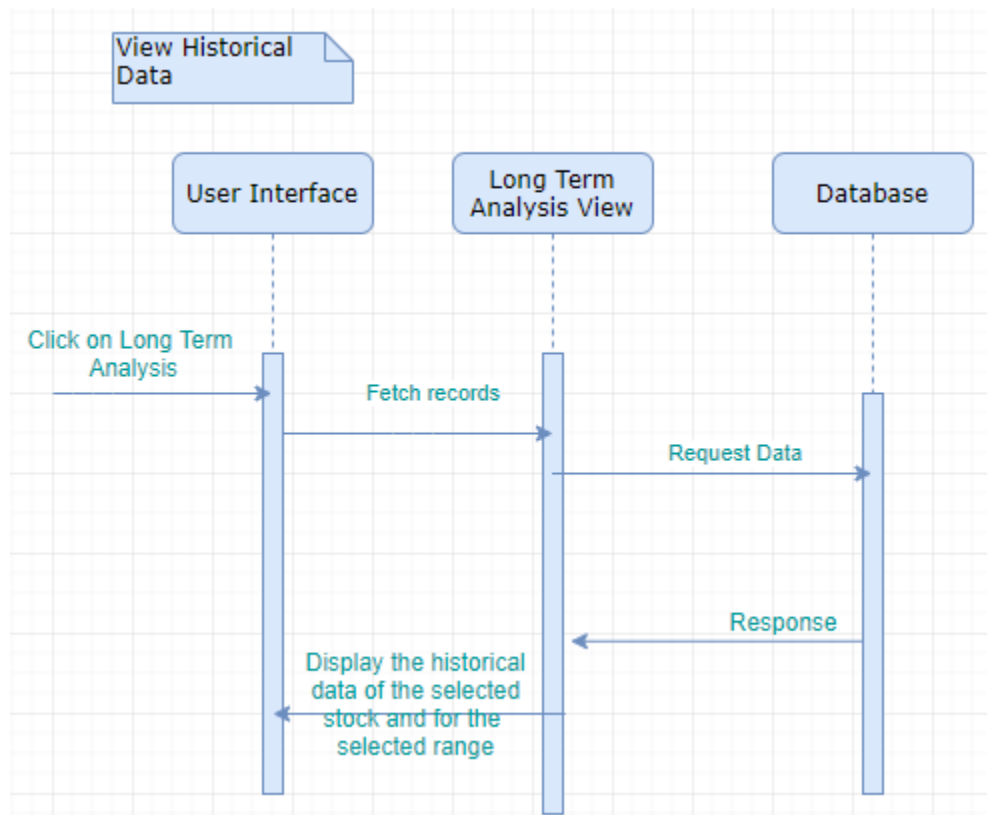 View Historical
Data
User Interface
Long Term
Analysis View
Database
Click on Long Term
Analysis
Fetch records
Request Data
Response
Display the historical
data of the selected
stock and for the
selected range